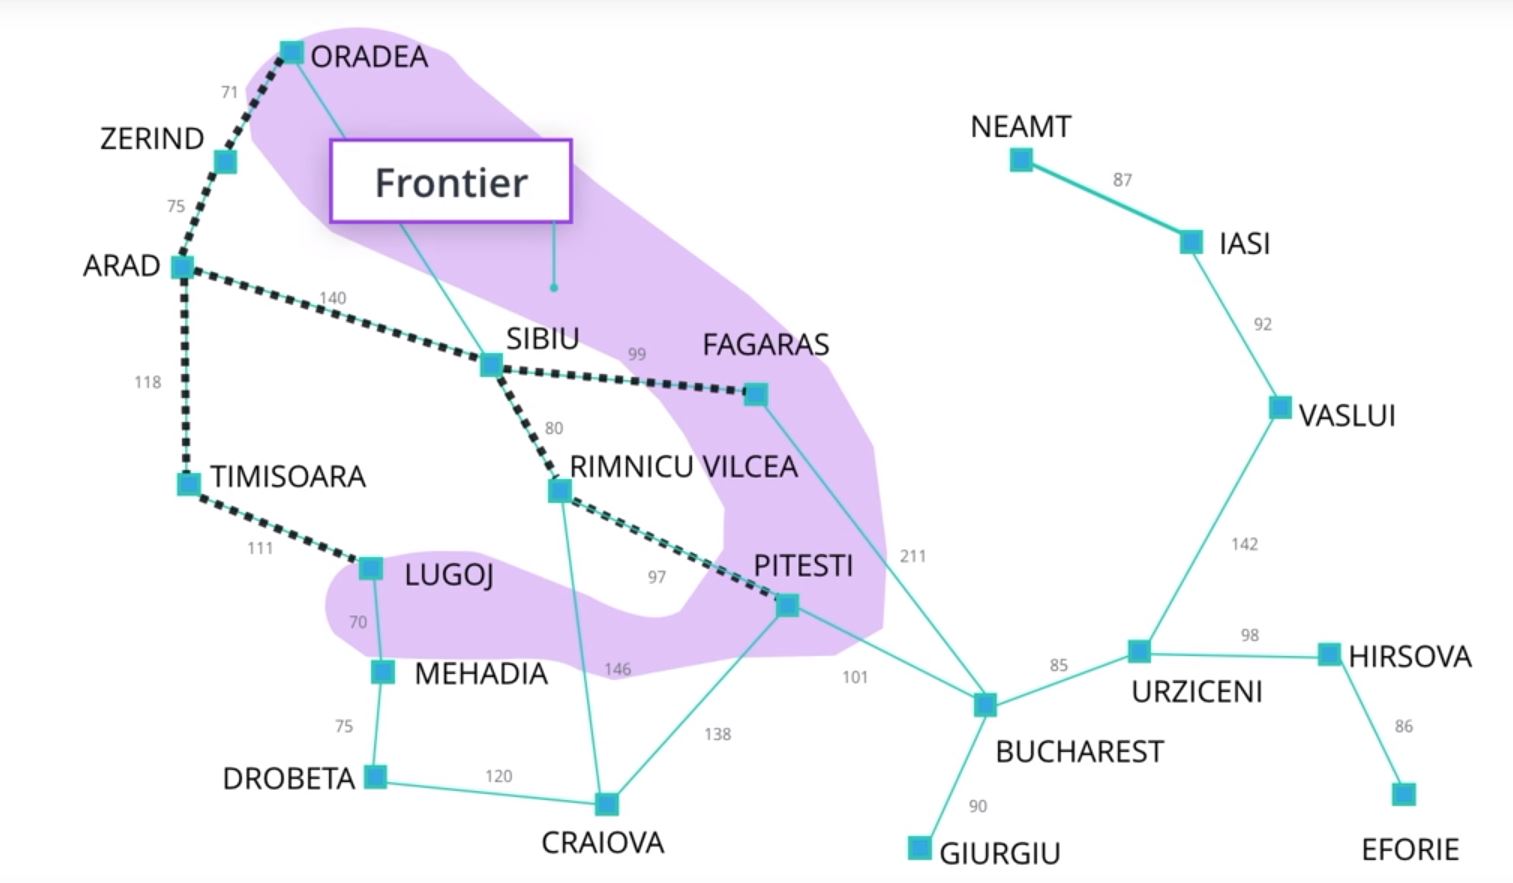 ORADEA
71
ZERIND
NEAMT
Frontier
87
75
IASI
ARAD
140
92
SIBIU
FAGARAS
99
118
VASLUI
80
RIMNICU VILCEA
TIMISOARA
111
142
211
PITESTI
LUGOJ
97
70
98
HIRSOVA
MEHADIA
146
101
85
URZICENI
75
138
86
BUCHAREST
DROBETA
120
90
CRAIOVA
GIURGIU
EFORIE